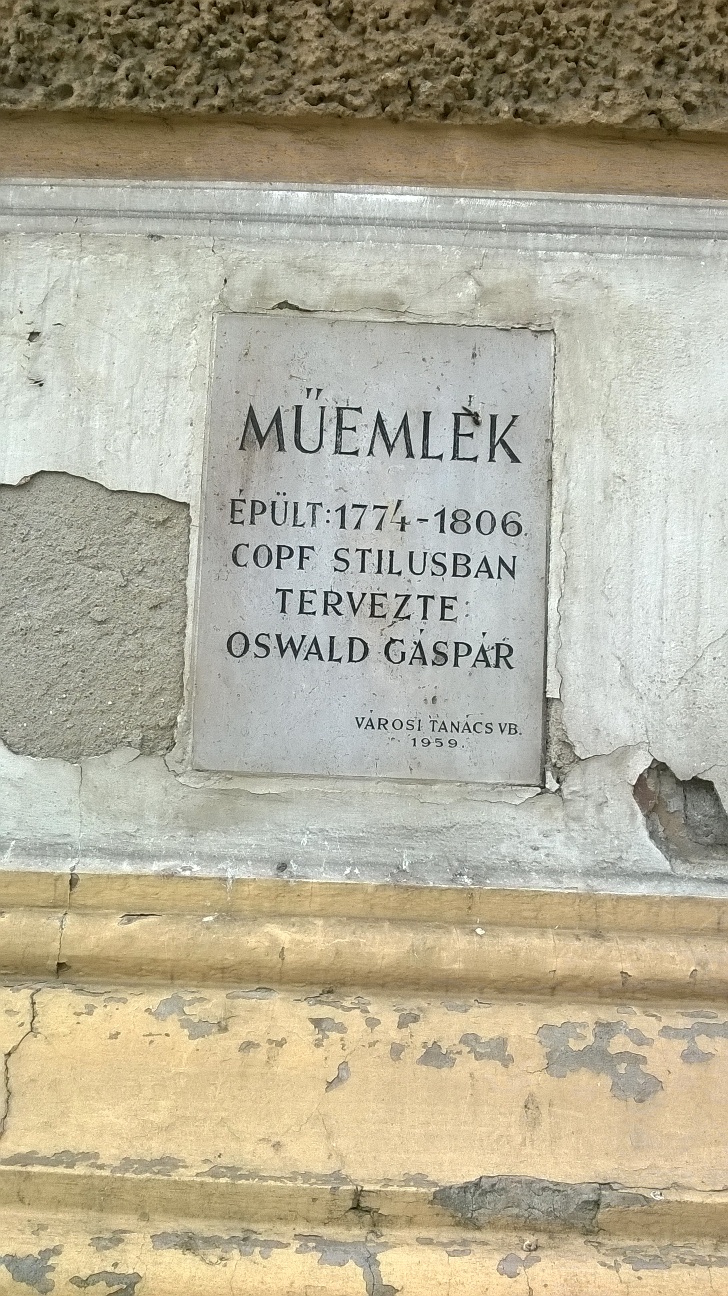 MŰEMLÉK
ÉPÜLT: 1774-1806.
COPF STILUSBAN
TERVEZTE:
OSWALD GÁSPÁR
VÁROSI TANÁCS VB.
1959.